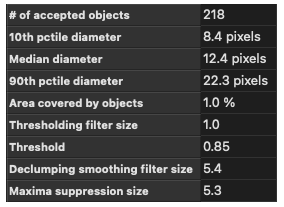 # of accepted objects 218
10th pctile diameter 8.4 pixels
Median diameter 12.4 pixels
90th pctile diameter 22.3 pixels
Area covered by objects 1.0 %
Thresholding filter size 1.0
Threshold 0.85
Declumping smoothing filter size 5.4
Maxima suppression size 5.3